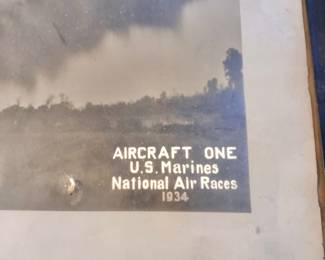 AIRCRAFT ONE
U.S. Marines
National Air Races
1934